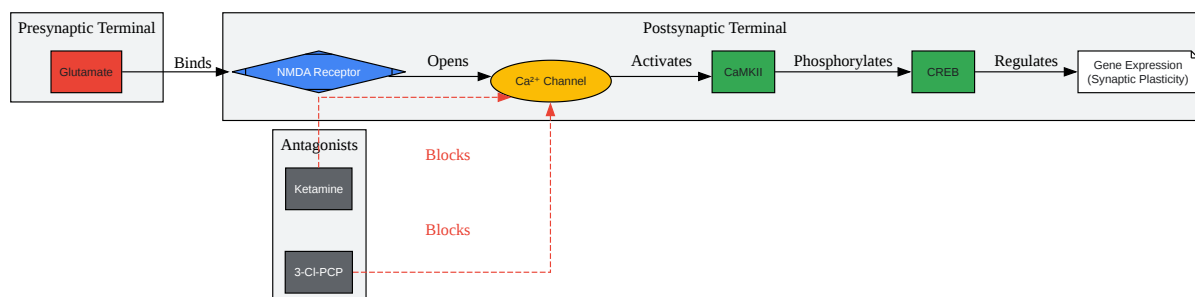 Presynaptic Terminal
Postsynaptic Terminal
Glutamate
Binds
NMDA Receptor
Opens
Ca²⁺ Channel
Activates
CaMKII
Phosphorylates
CREB
Regulates
Gene Expression
(Synaptic Plasticity)
Antagonists
Blocks
Ketamine
Blocks
3-Cl-PCP